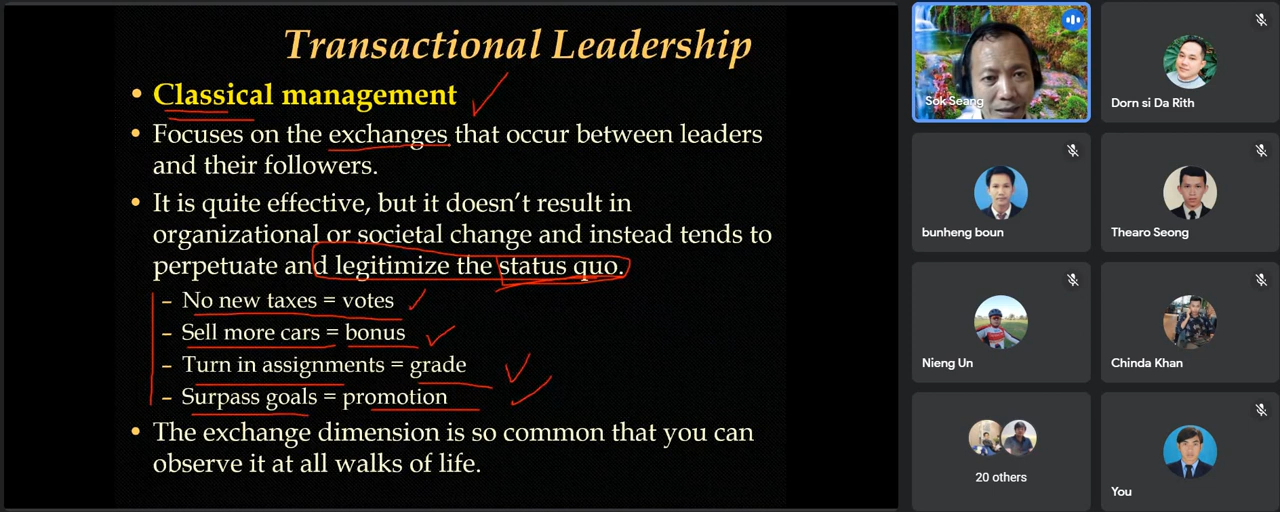 Transactional Leadership
• Classical management
• Focuses on the exchanges that occur between leaders
and their followers.
• It is quite effective, but it doesn’t result in
organizational or societal change and instead tends to
perpetuate and legitimize the status quo.
– No new taxes = votes
– Sell more cars = bonus
– Turn in assignments = grade
– Surpass goals = promotion
• The exchange dimension is so common that you can
observe it at all walks of life.
Sok Seang
Dorn si Da Rith
bunheng boun
Thearo Seong
Nieng Un
Chinda Khan
20 others
You